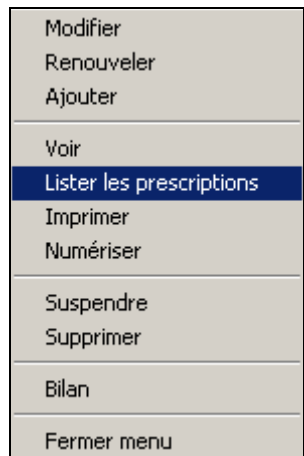 Modifier
Renouveler
Ajouter
Voir
Lister les prescriptions
Imprimer
Numériser
Suspendre
Supprimer
Bilan
Fermer menu